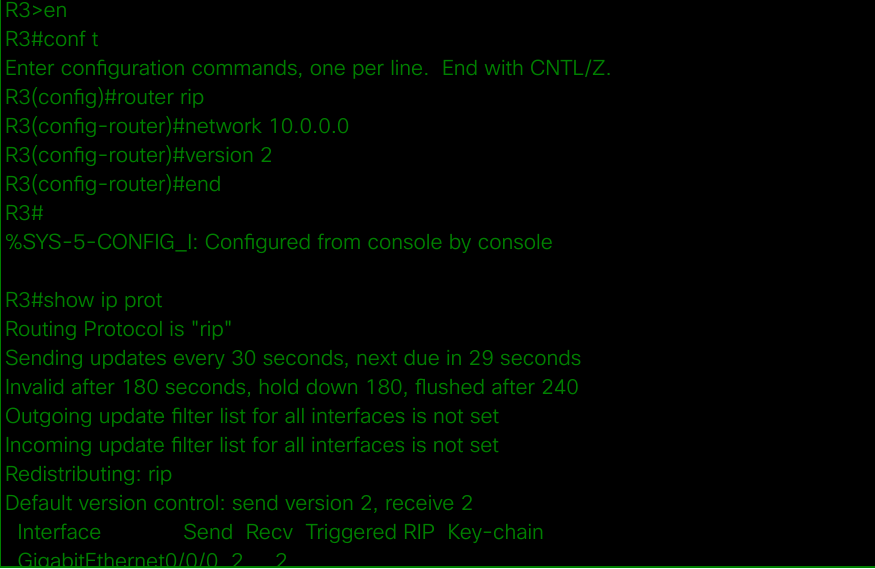 R3>en
R3#conf t
Enter configuration commands, one per line.  End with CNTL/Z.
R3(config)#router rip
R3(config-router)#network 10.0.0.0
R3(config-router)#version 2
R3(config-router)#end
R3#
%SYS-5-CONFIG_I: Configured from console by console

R3#show ip prot
Routing Protocol is "rip"
Sending updates every 30 seconds, next due in 29 seconds
Invalid after 180 seconds, hold down 180, flushed after 240
Outgoing update filter list for all interfaces is not set
Incoming update filter list for all interfaces is not set
Redistributing: rip
Default version control: send version 2, receive 2
  Interface             Send  Recv  Triggered RIP  Key-chain
  GigabitEthernet0/0/0  2     2